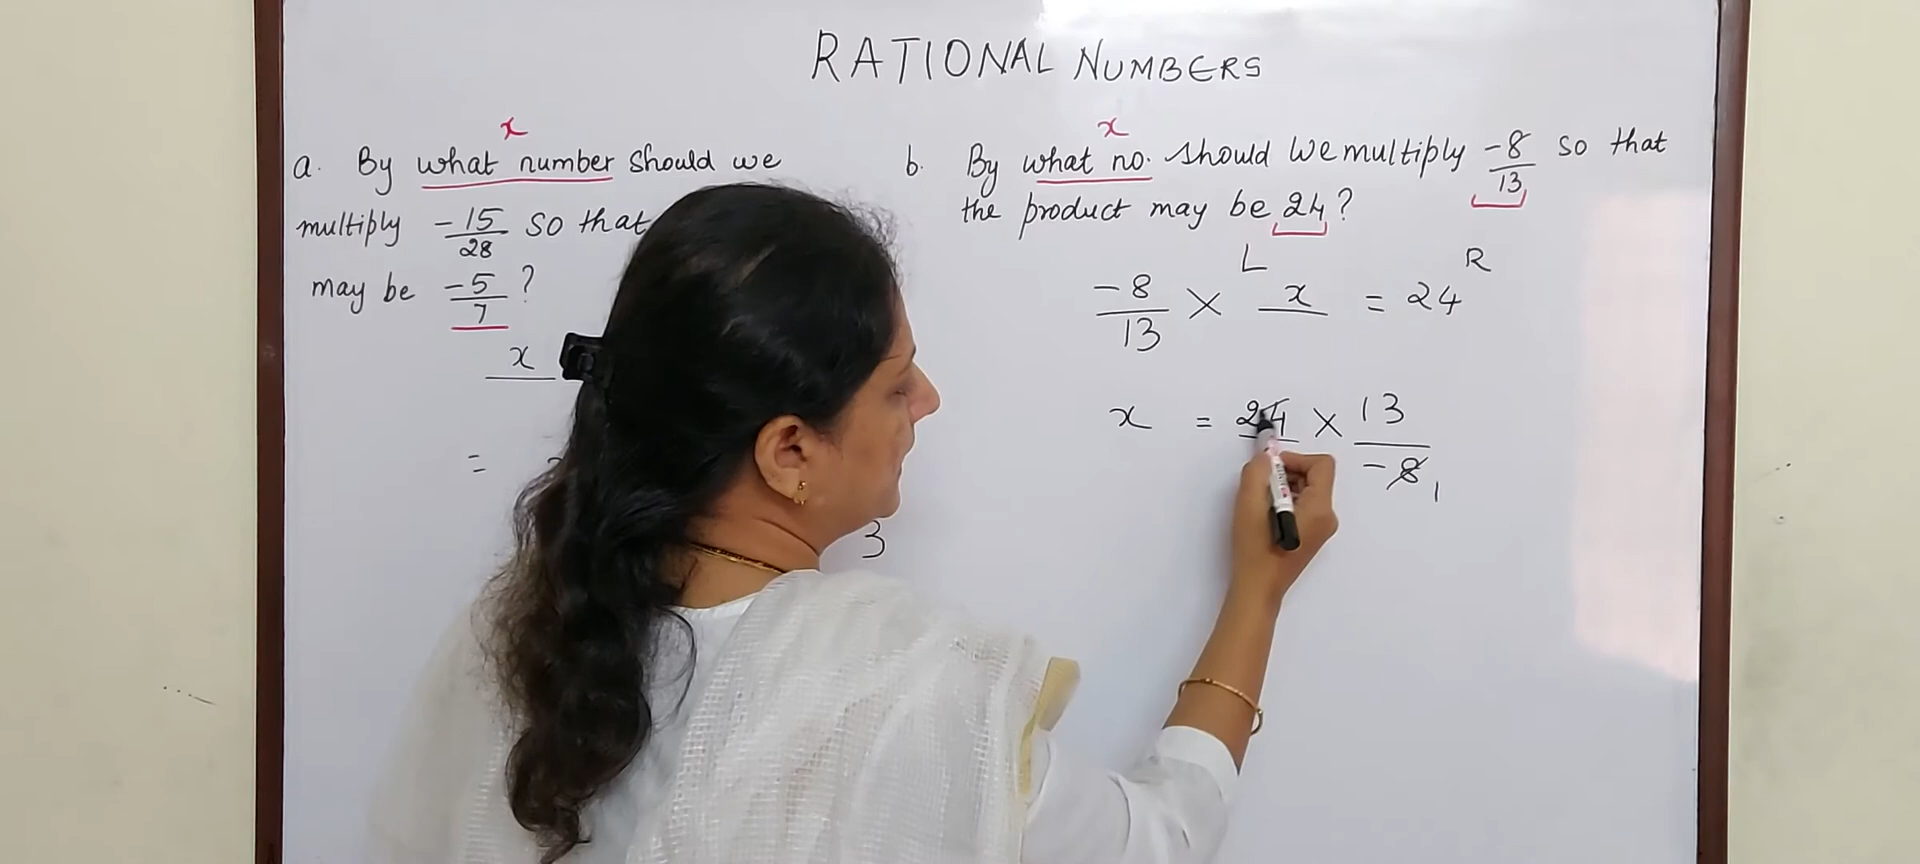 RATIONAL NUMBERS
x
a. By what number should we
multiply -15/28 so that
may be -5/7 ?
x
=
3
x
b. By what no. should we multiply -8/13 so that
the product may be 24 ?
L R
-8/13 × x = 24
x = 24 × 13/-8 1